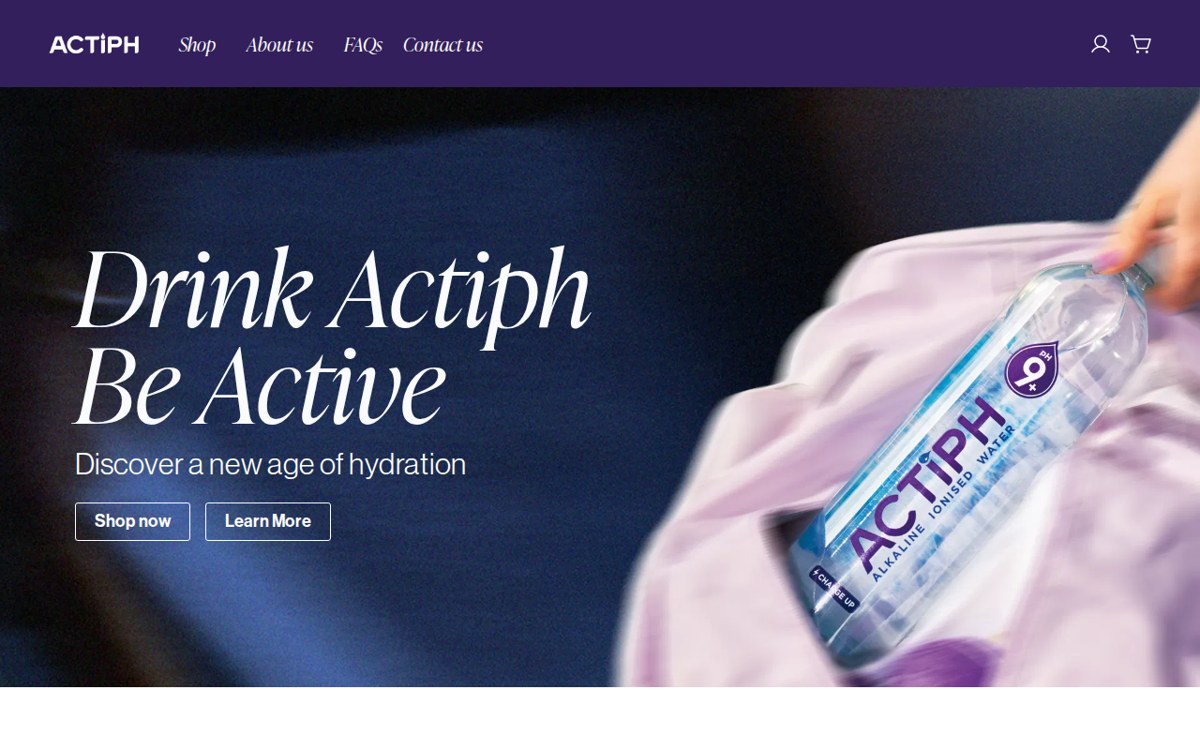 ACTIPH
Shop
About us
FAQs
Contact us
Drink Actiph
Be Active
Discover a new age of hydration
Shop now
Learn More
pH
9+
ACTIPH
ALKALINE IONISED WATER
CHARGE UP